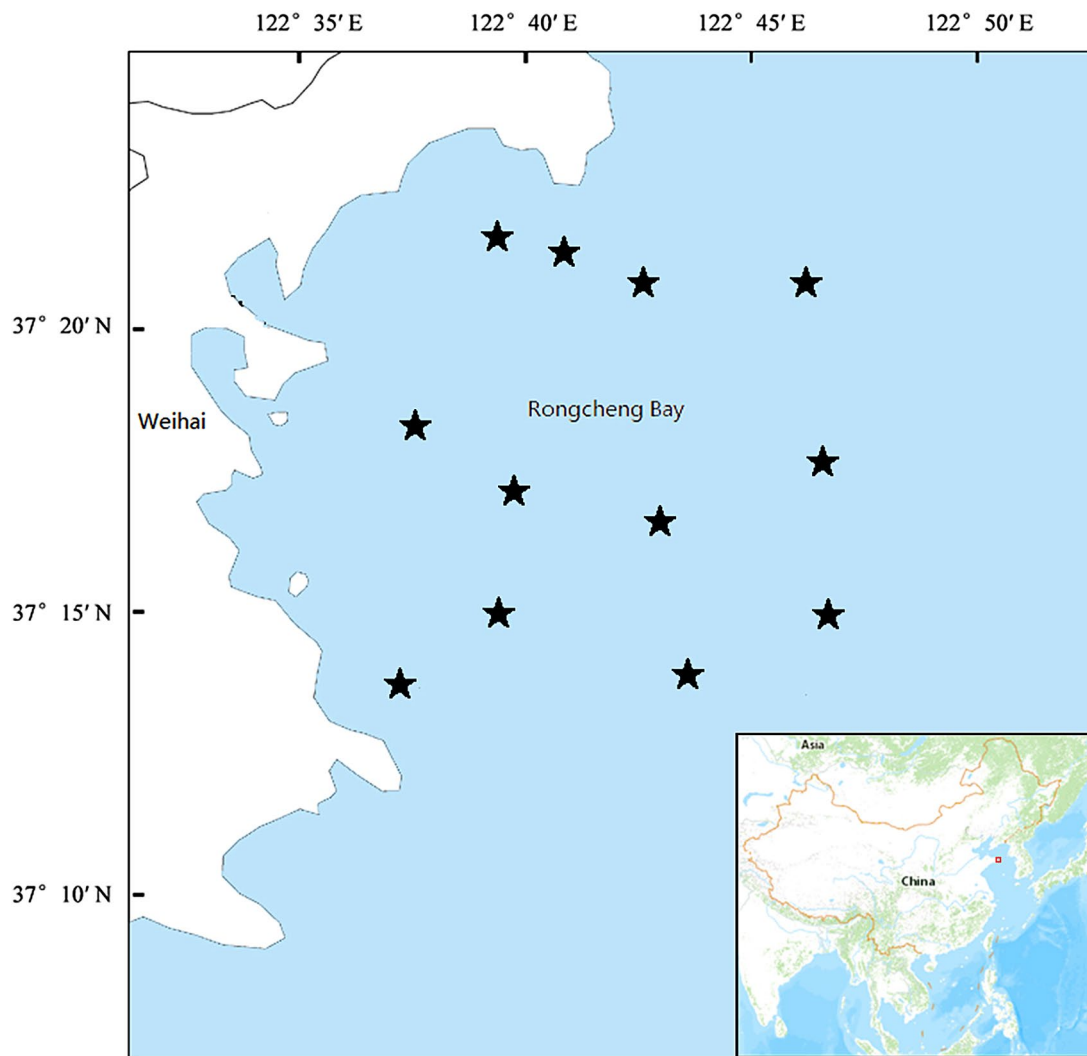 122° 35′ E
122° 40′ E
122° 45′ E
122° 50′ E
37° 20′ N
Rongcheng Bay
Weihai
37° 15′ N
Asia
China
37° 10′ N